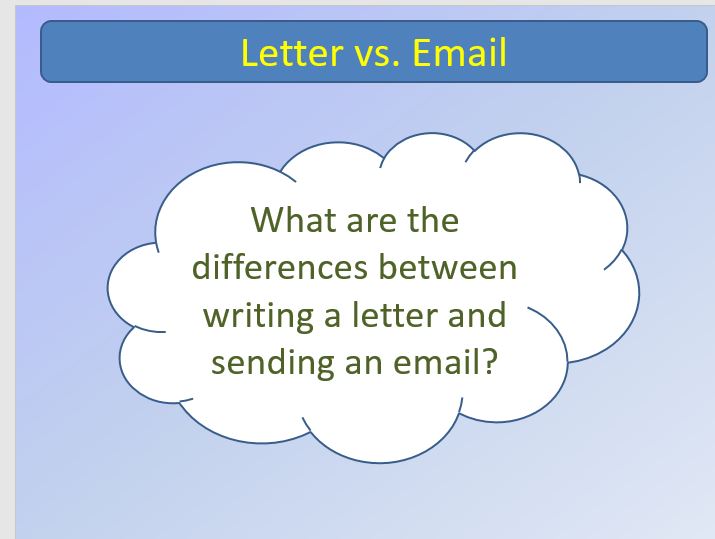 Letter vs. Email
What are the
differences between
writing a letter and
sending an email?